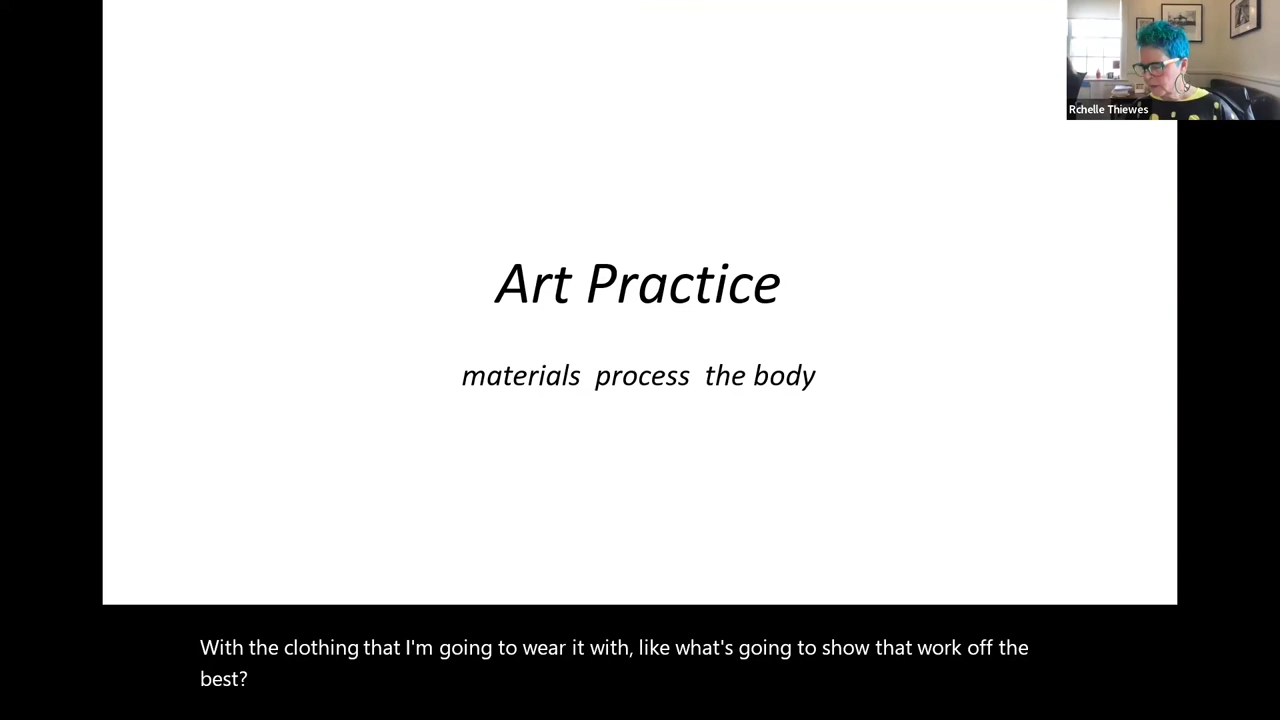 Rchelle Thiewes
Art Practice
materials process the body
With the clothing that I'm going to wear it with, like what's going to show that work off the
best?